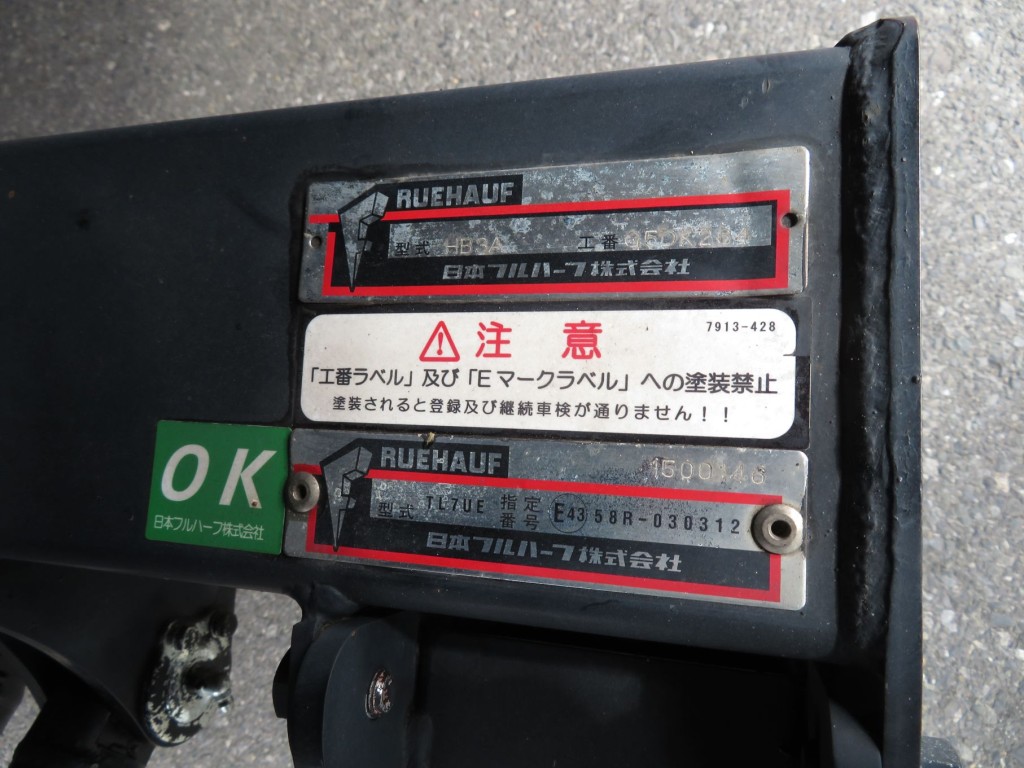 RUEHAUF
型式 HB3A 工番
日本フルハーフ株式会社
7913-428
注意
「工番ラベル」及び「Eマークラベル」への塗装禁止
塗装されると登録及び継続車検が通りません!!
OK
日本フルハーフ株式会社
RUEHAUF
型式 TL7UE 指定番号 E43 58R-030312
日本フルハーフ株式会社